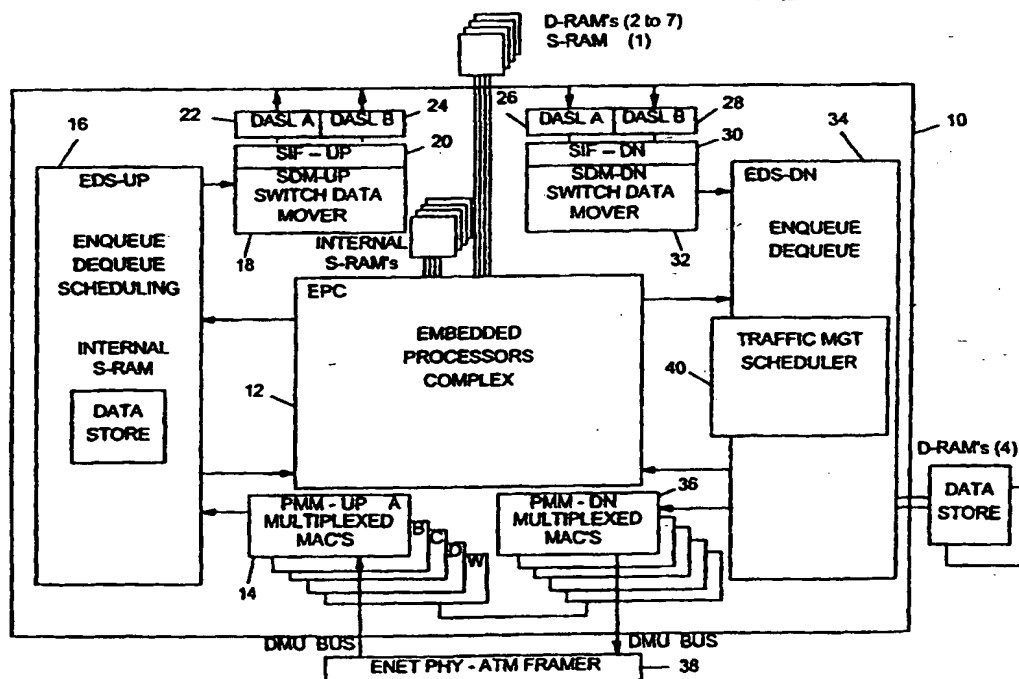 D-RAM's (2 to 7)
S-RAM (1)
22
DASL A
DASL B
24
26
DASL A
DASL B
28
34
10
16
20
30
SIF - UP
SIF - DN
EDS-UP
SDM-UP
SWITCH DATA
MOVER
SDM-DN
SWITCH DATA
MOVER
EDS-DN
ENQUEUE
DEQUEUE
SCHEDULING
18
INTERNAL
S-RAM's
32
ENQUEUE
DEQUEUE
EPC
EMBEDDED
PROCESSORS
COMPLEX
INTERNAL
S-RAM
DATA
STORE
12
40
TRAFFIC MGT
SCHEDULER
D-RAM's (4)
DATA
STORE
PMM - UP A
MULTIPLEXED
MAC'S
B
C
D
W
14
PMM - DN
MULTIPLEXED
MAC'S
36
DMU BUS
DMU BUS
ENET PHY - ATM FRAMER
38